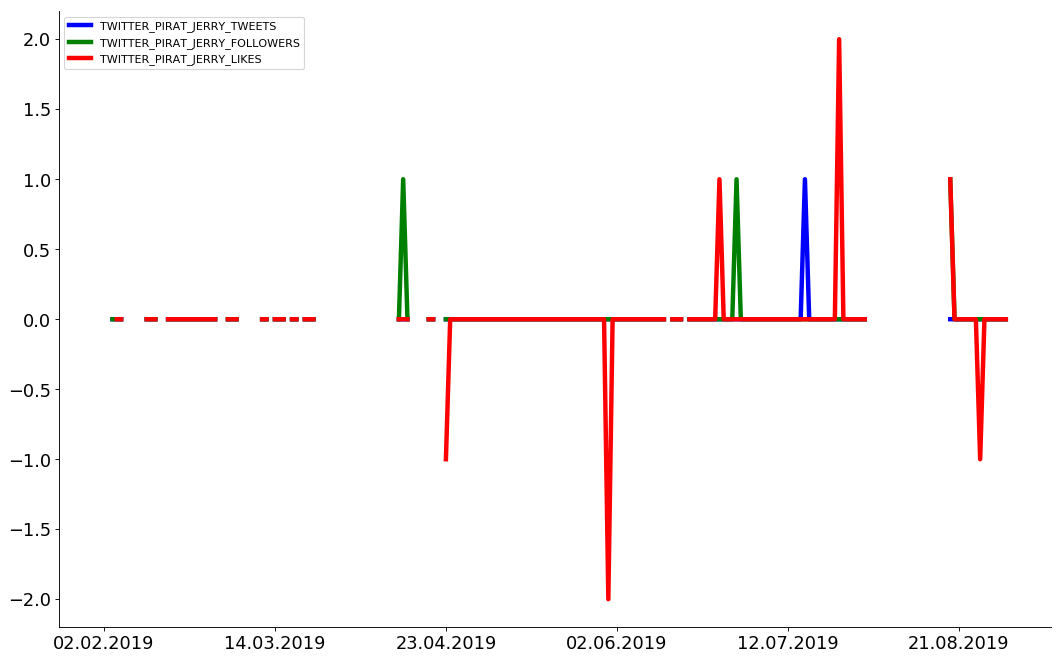 TWITTER_PIRAT_JERRY_TWEETS
TWITTER_PIRAT_JERRY_FOLLOWERS
TWITTER_PIRAT_JERRY_LIKES
2.0
1.5
1.0
0.5
0.0
−0.5
−1.0
−1.5
−2.0
02.02.2019 14.03.2019 23.04.2019 02.06.2019 12.07.2019 21.08.2019